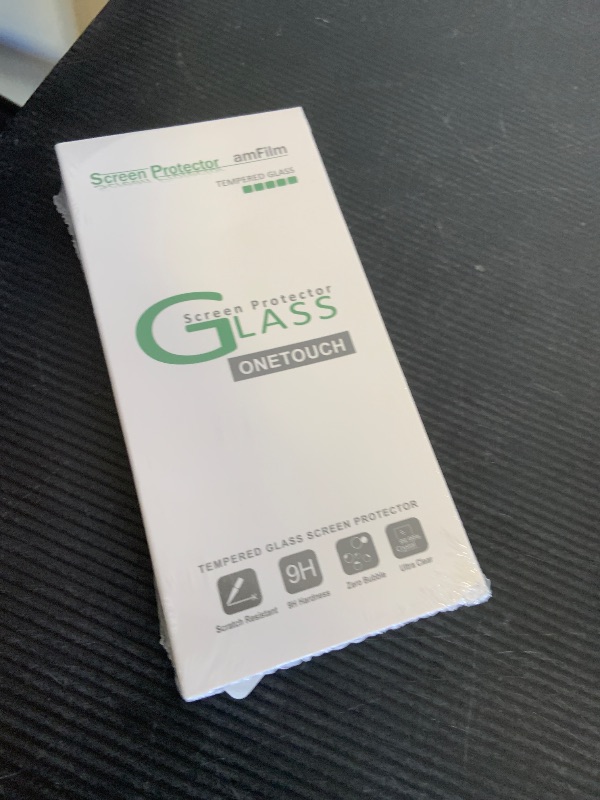 Screen Protector amFilm
TEMPERED GLASS
Screen Protector
GLASS
ONETOUCH
TEMPERED GLASS SCREEN PROTECTOR
9H
Scratch Resistant 9H Hardness Zero Bubble Ultra Clear